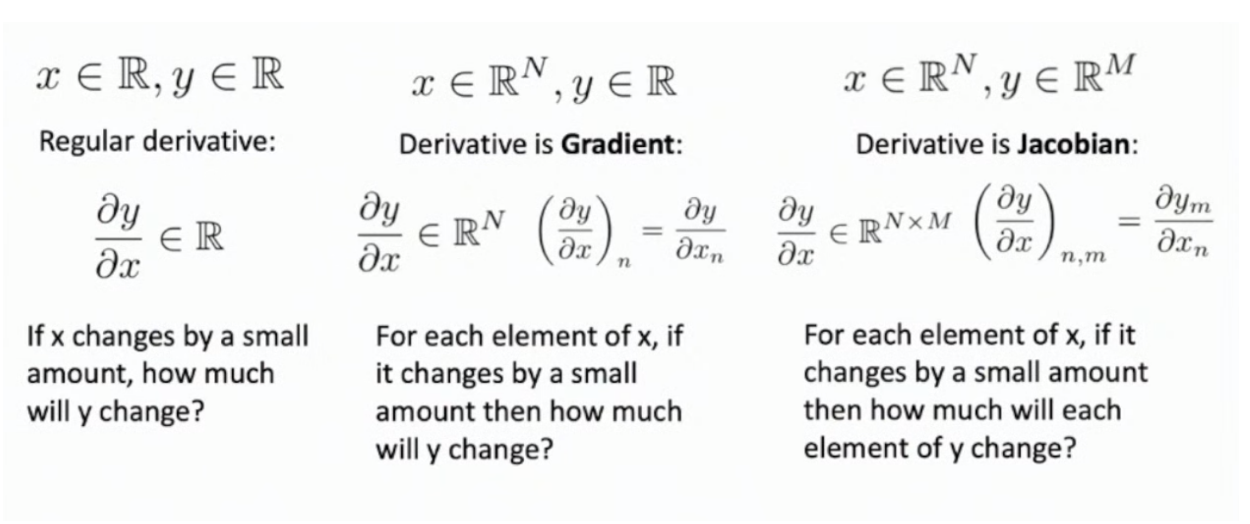 x ∈ ℝ, y ∈ ℝ
Regular derivative:
∂y/∂x ∈ ℝ
If x changes by a small
amount, how much
will y change?
x ∈ ℝ^N, y ∈ ℝ
Derivative is Gradient:
∂y/∂x ∈ ℝ^N (∂y/∂x)_n = ∂y/∂x_n
For each element of x, if
it changes by a small
amount then how much
will y change?
x ∈ ℝ^N, y ∈ ℝ^M
Derivative is Jacobian:
∂y/∂x ∈ ℝ^{N×M} (∂y/∂x)_{n,m} = ∂y_m/∂x_n
For each element of x, if it
changes by a small amount
then how much will each
element of y change?